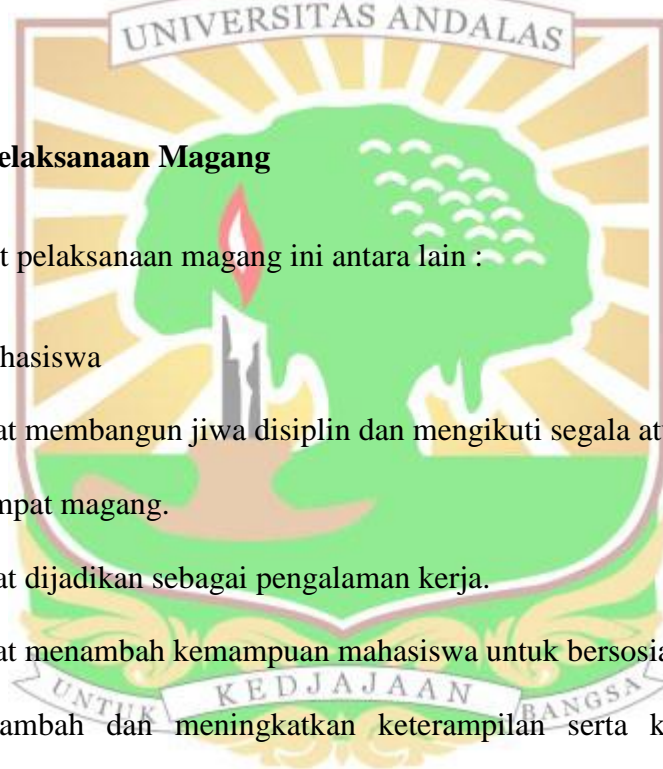 UNIVERSITAS ANDALAS
elaksanaan Magang
t pelaksanaan magang ini antara lain :
hasiswa
at membangun jiwa disiplin dan mengikuti segala at
mpat magang.
at dijadikan sebagai pengalaman kerja.
at menambah kemampuan mahasiswa untuk bersosia
UNTUK KEDJAJAAN BANGSA
ambah dan meningkatkan keterampilan serta k